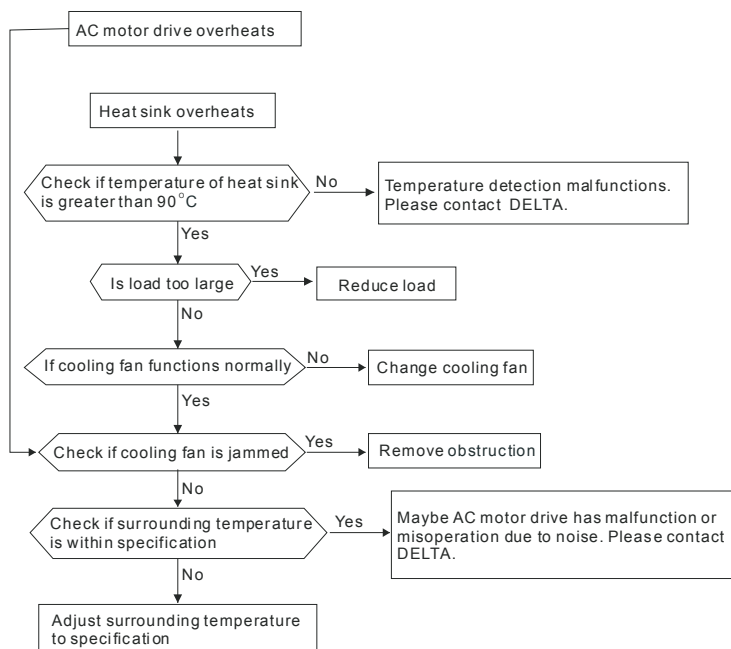 AC motor drive overheats
Heat sink overheats
Check if temperature of heat sink
is greater than 90°C
No
Temperature detection malfunctions.
Please contact DELTA.
Yes
Is load too large
Yes
Reduce load
No
If cooling fan functions normally
No
Change cooling fan
Yes
Check if cooling fan is jammed
Yes
Remove obstruction
No
Check if surrounding temperature
is within specification
Yes
Maybe AC motor drive has malfunction or
misoperation due to noise. Please contact
DELTA.
No
Adjust surrounding temperature
to specification